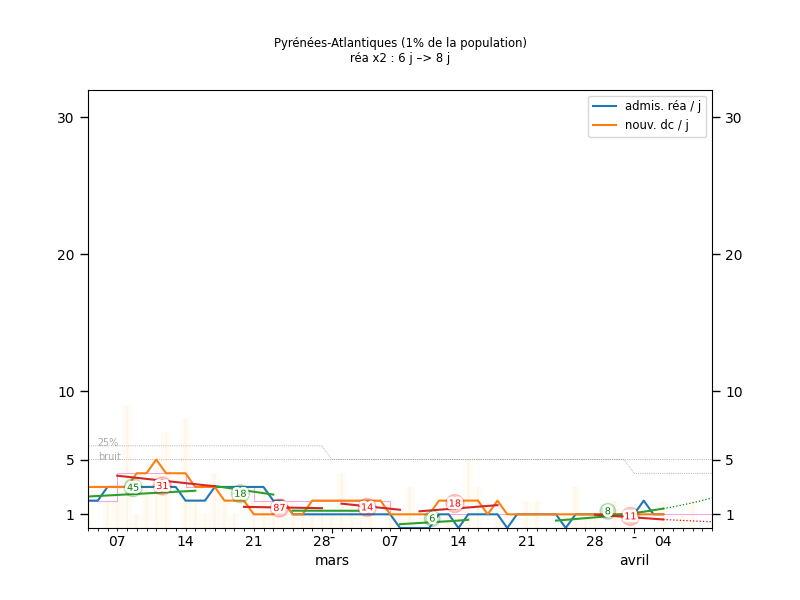 Pyrénées-Atlantiques (1% de la population)
réa x2 : 6 j –> 8 j
admis. réa / j
nouv. dc / j
30 30
20 20
10 10
25%
bruit
5 5
45 31 18 87 14 6 18 8 11
1 1
07 14 21 28 - 07 14 21 28 - 04
mars avril